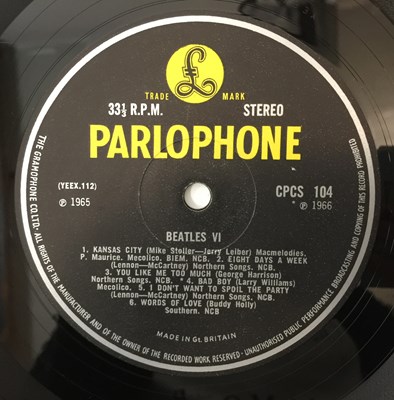 £
TRADE MARK
33⅓ R.P.M. STEREO
PARLOPHONE
(YEEX.112) CPCS 104
℗ 1965 * ℗ 1966
BEATLES VI
1. KANSAS CITY (Mike Stoller—Jerry Leiber) Macmelodies,
P. Maurice, Mecolico, BIEM, NCB. 2. EIGHT DAYS A WEEK
(Lennon—McCartney) Northern Songs, NCB.
3. YOU LIKE ME TOO MUCH (George Harrison)
Northern Songs, NCB. * 4. BAD BOY (Larry Williams)
Mecolico. 5. I DON'T WANT TO SPOIL THE PARTY
(Lennon—McCartney) Northern Songs, NCB.
6. WORDS OF LOVE (Buddy Holly)
Southern. NCB
MADE IN GT. BRITAIN
THE GRAMOPHONE CO. LTD· ALL RIGHTS OF THE MANUFACTURER AND OF THE OWNER OF THE RECORDED WORK RESERVED· UNAUTHORISED PUBLIC PERFORMANCE BROADCASTING AND COPYING OF THIS RECORD PROHIBITED